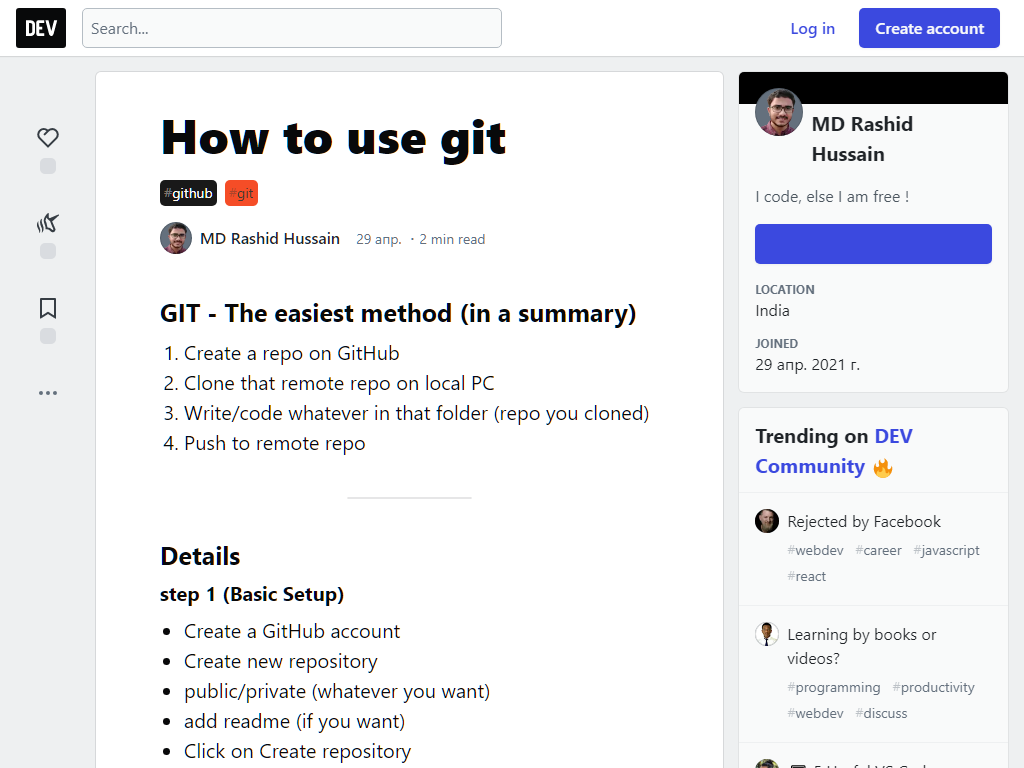 DEV
Search...
Log in
Create account
How to use git
#github #git
MD Rashid Hussain 29 апр. · 2 min read
GIT - The easiest method (in a summary)
1. Create a repo on GitHub
2. Clone that remote repo on local PC
3. Write/code whatever in that folder (repo you cloned)
4. Push to remote repo
Details
step 1 (Basic Setup)
• Create a GitHub account
• Create new repository
• public/private (whatever you want)
• add readme (if you want)
• Click on Create repository
MD Rashid
Hussain
I code, else I am free !
LOCATION
India
JOINED
29 апр. 2021 г.
Trending on DEV
Community 🔥
Rejected by Facebook
#webdev #career #javascript
#react
Learning by books or
videos?
#programming #productivity
#webdev #discuss